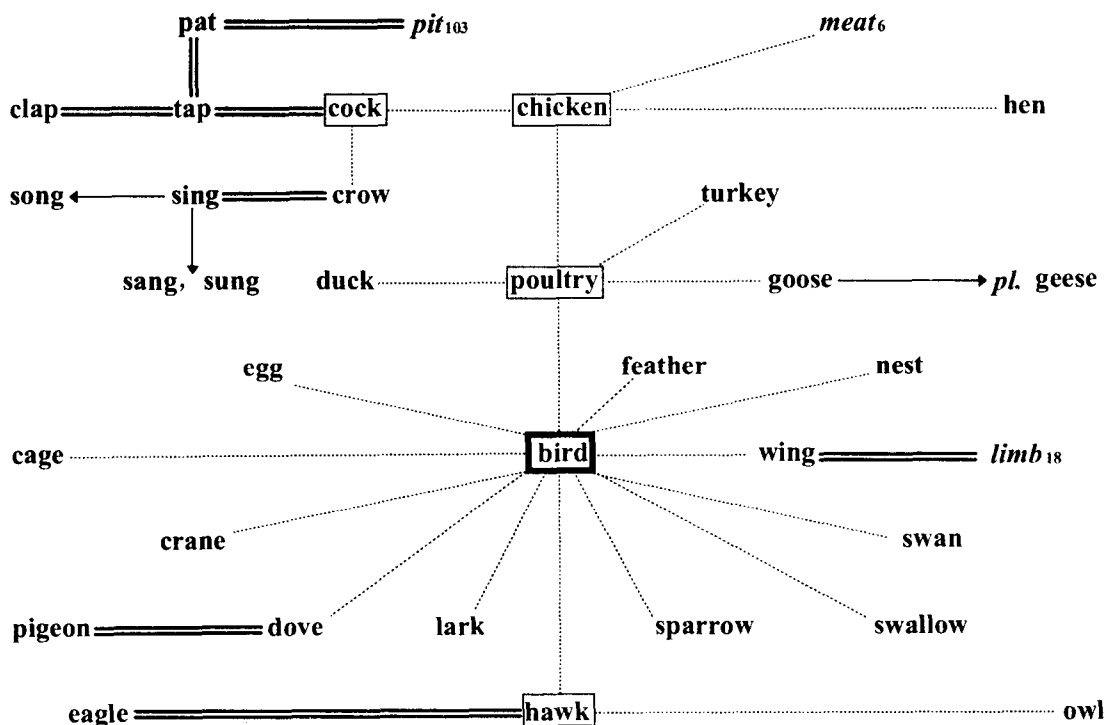 pat pit103 meat6
clap tap cock chicken hen
song sing crow
turkey
sang, sung duck poultry goose pl. geese
egg feather nest
cage bird wing limb18
crane swan
pigeon dove lark sparrow swallow
eagle hawk owl